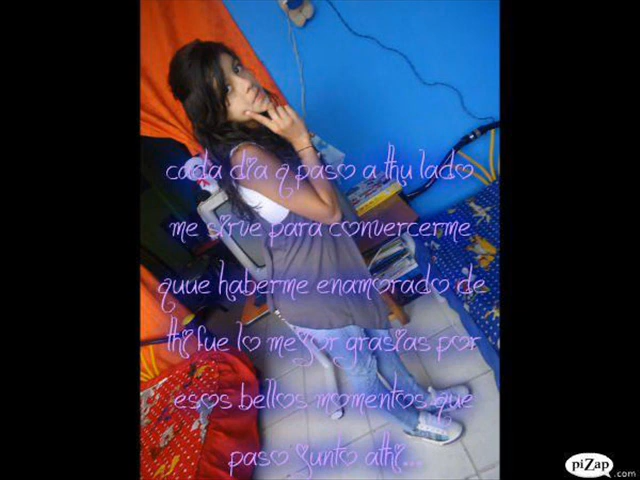 cada dia q paso a thu lado
me sirve para convercerme
quue haberme enamorado de
thi fue lo mejor grasias por
esos bellos momentos que
paso junto athi...
piZap
.com